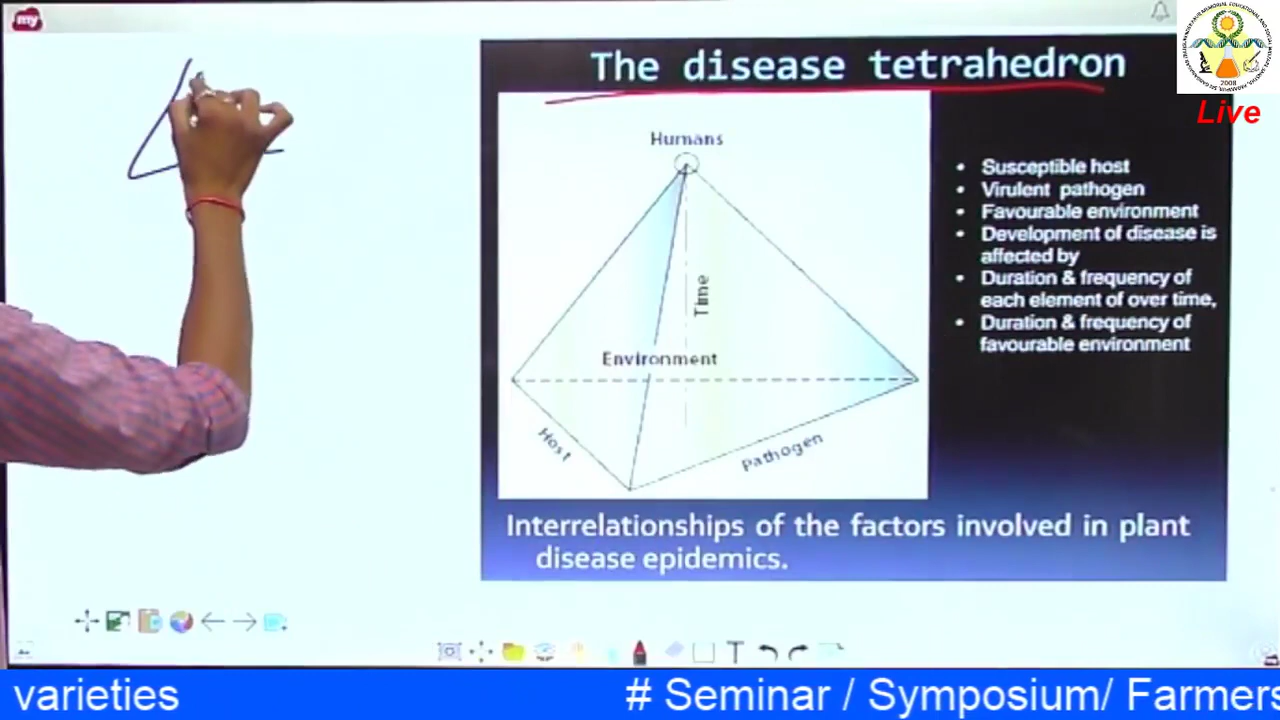 my
The disease tetrahedron
2008
Live
Humans
Time
Environment
Host
Pathogen
• Susceptible host
• Virulent pathogen
• Favourable environment
• Development of disease is
affected by
• Duration & frequency of
each element of over time,
• Duration & frequency of
favourable environment
Interrelationships of the factors involved in plant
disease epidemics.
T
varieties # Seminar / Symposium/ Farmers